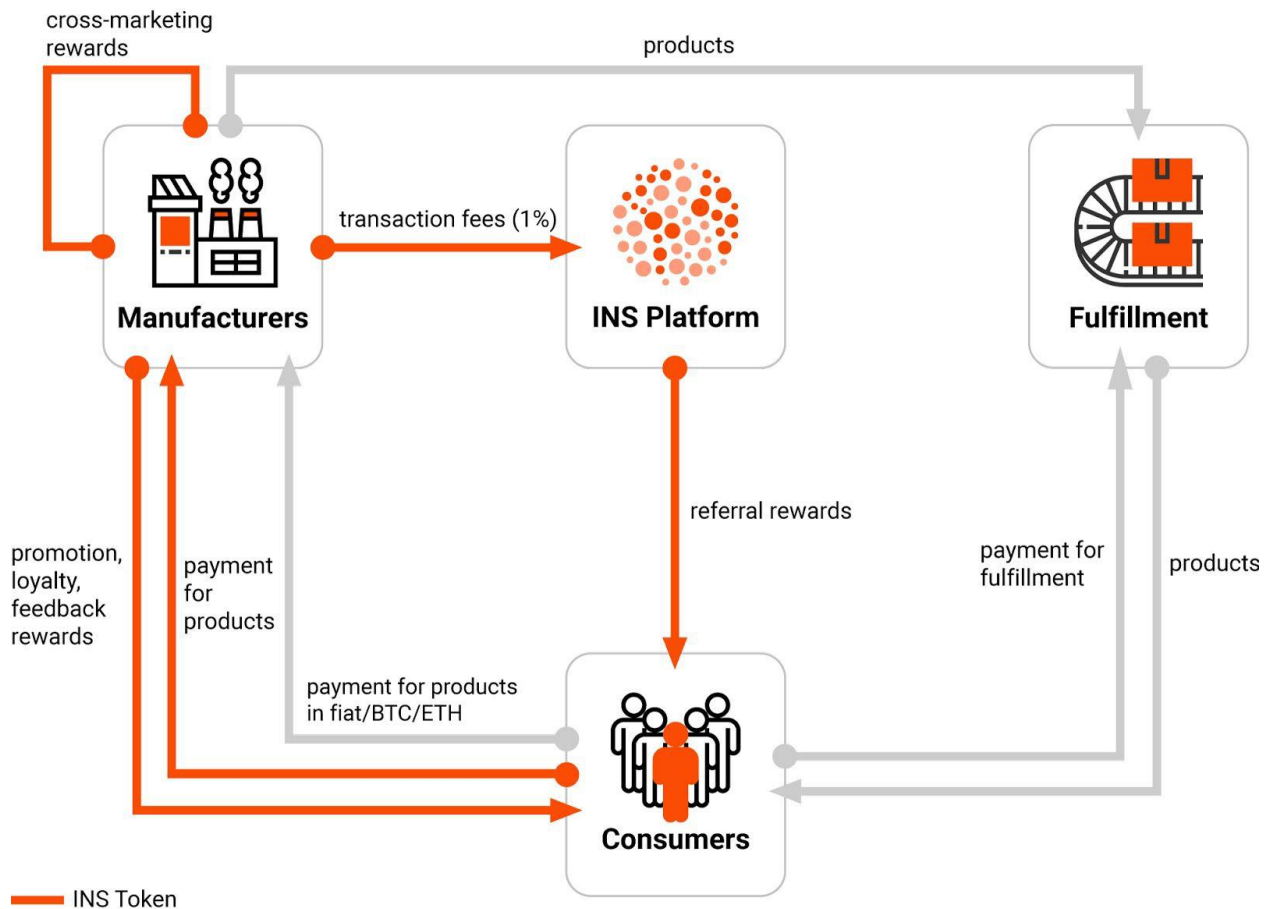 cross-marketing
rewards
products
transaction fees (1%)
Manufacturers
INS Platform
Fulfillment
referral rewards
promotion,
loyalty,
feedback
rewards
payment
for
products
payment for
fulfillment
products
payment for products
in fiat/BTC/ETH
Consumers
INS Token